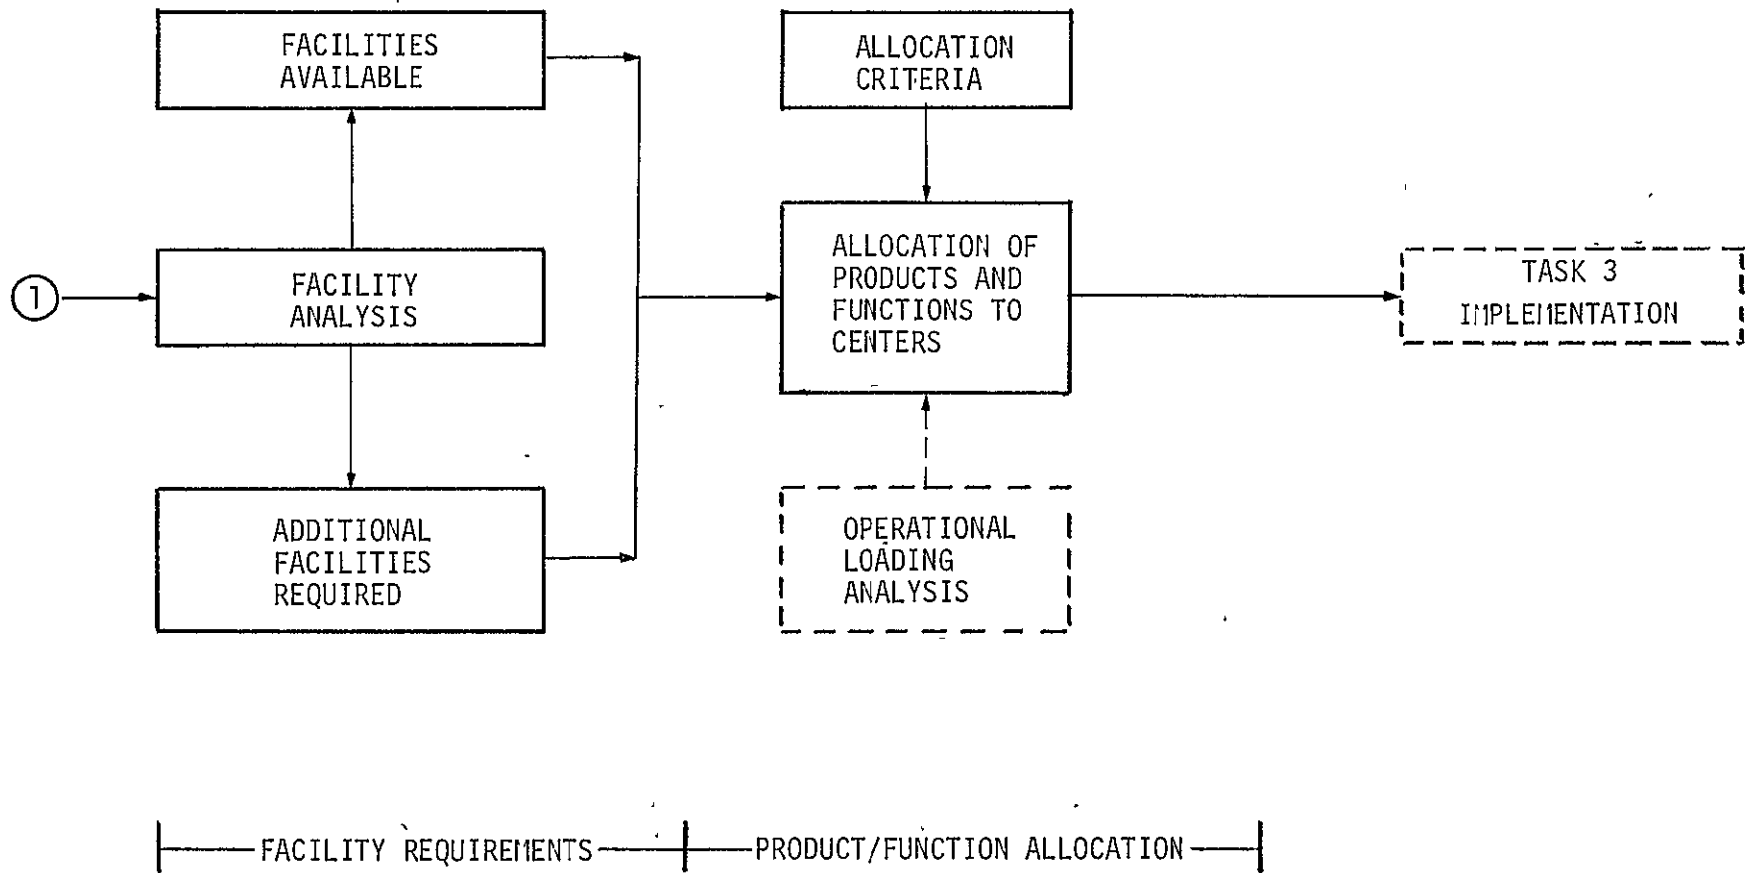 FACILITIES
AVAILABLE
ALLOCATION
CRITERIA
1
FACILITY
ANALYSIS
ALLOCATION OF
PRODUCTS AND
FUNCTIONS TO
CENTERS
TASK 3
IMPLEMENTATION
ADDITIONAL
FACILITIES
REQUIRED
OPERATIONAL
LOADING
ANALYSIS
FACILITY REQUIREMENTS
PRODUCT/FUNCTION ALLOCATION